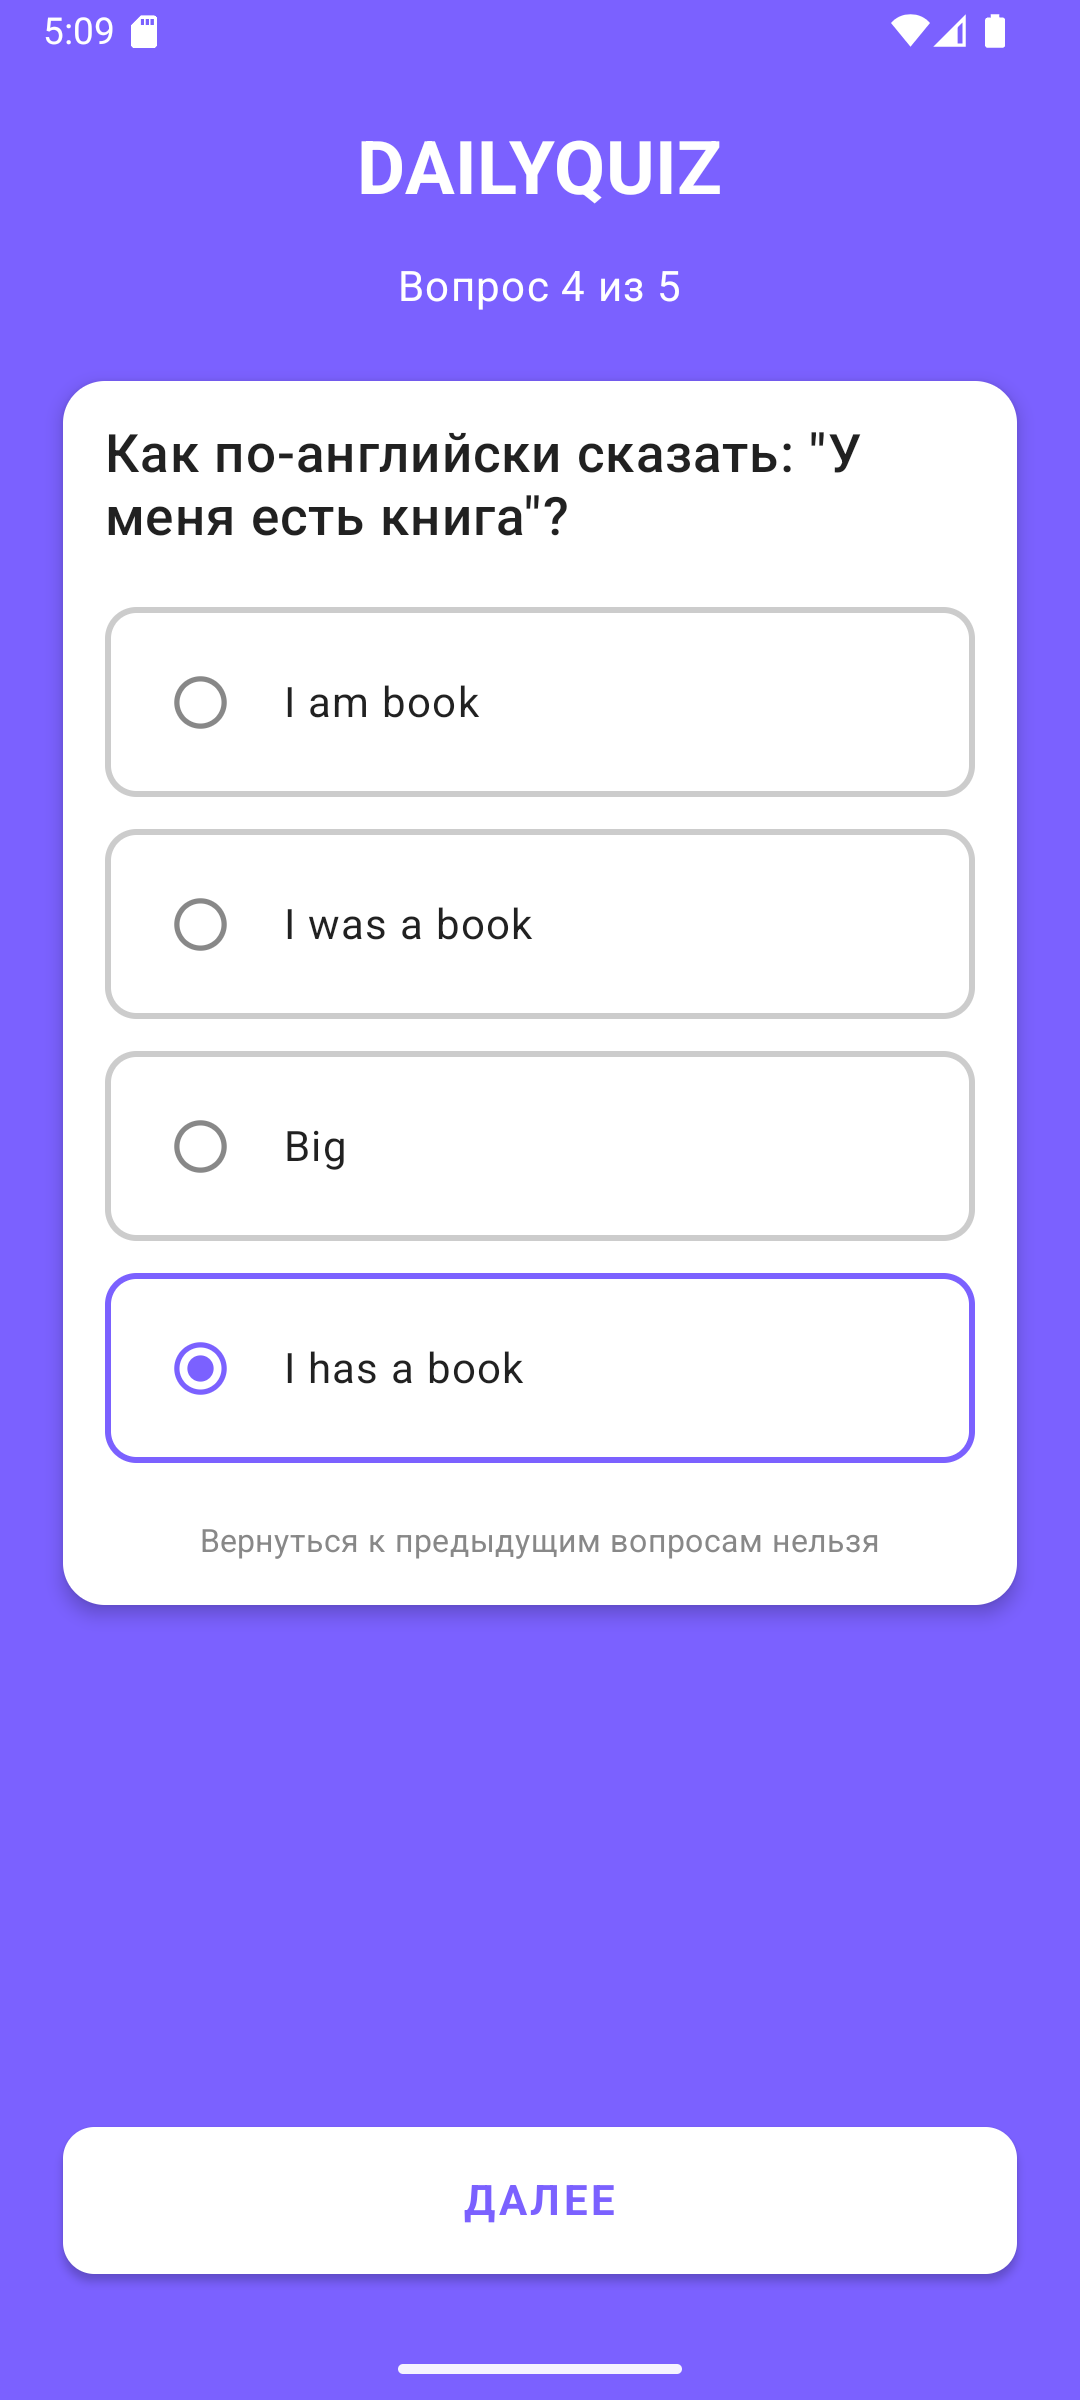 5:09
DAILYQUIZ
Вопрос 4 из 5
Как по-английски сказать: "У
меня есть книга"?
I am book
I was a book
Big
I has a book
Вернуться к предыдущим вопросам нельзя
ДАЛЕЕ